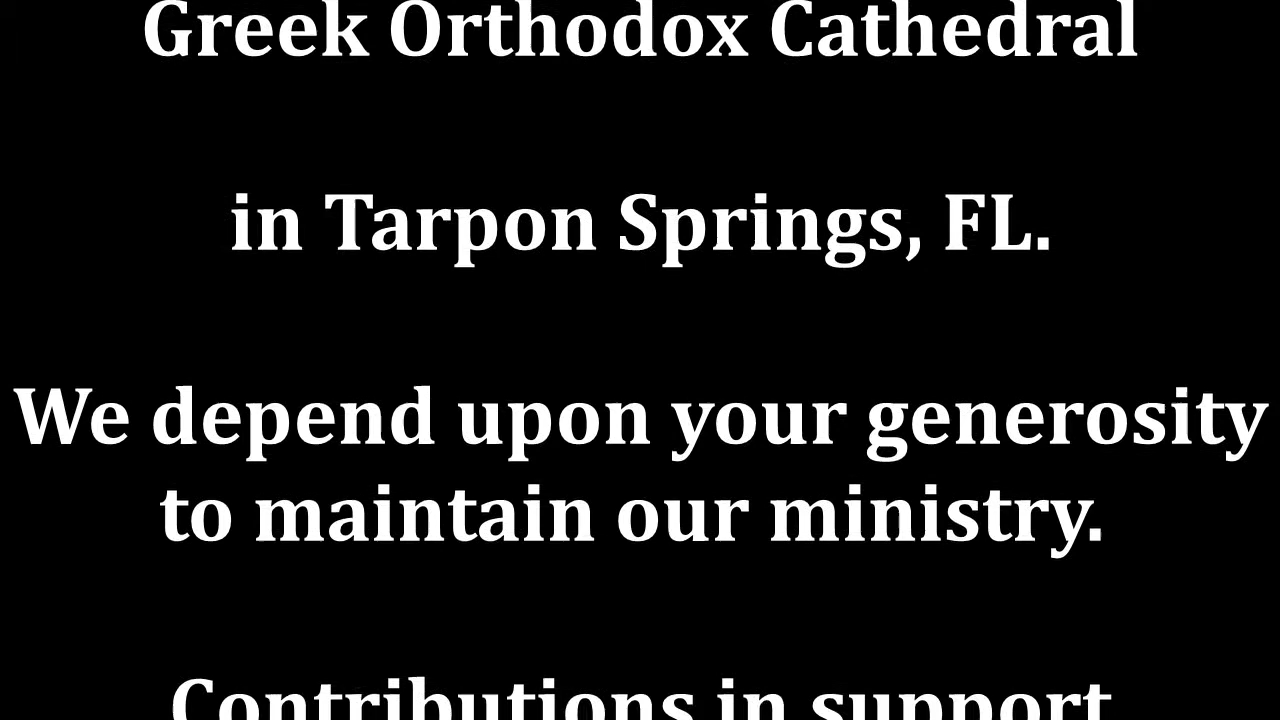 Greek Orthodox Cathedral
in Tarpon Springs, FL.
We depend upon your generosity
to maintain our ministry.
Contributions in support